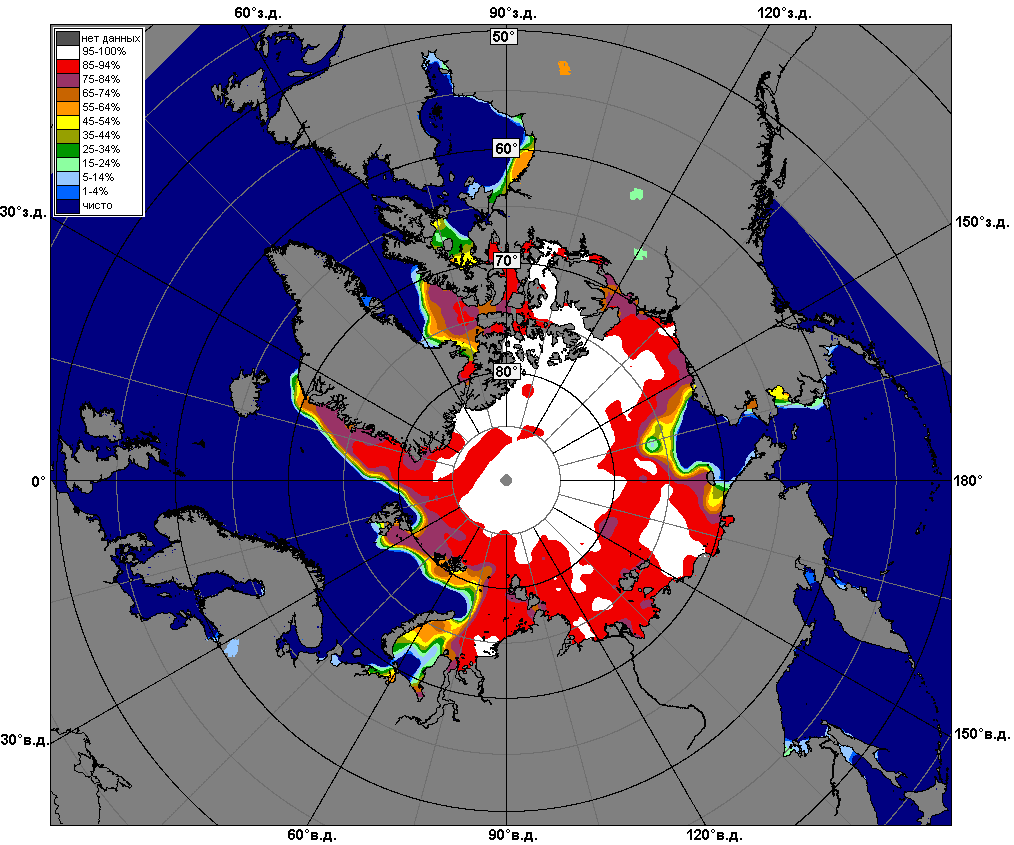 60°з.д.
90°з.д.
120°з.д.
нет данных
95-100%
85-94%
75-84%
65-74%
55-64%
45-54%
35-44%
25-34%
15-24%
5-14%
1-4%
чисто
50°
60°
30°з.д.
150°з.д.
70°
80°
0°
180°
30°в.д.
150°в.д.
60°в.д.
90°в.д.
120°в.д.